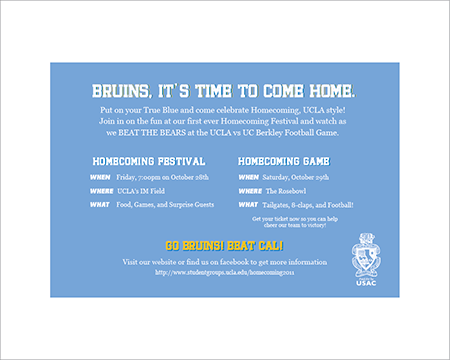 BRUINS, IT'S TIME TO COME HOME.
Put on your True Blue and come celebrate Homecoming, UCLA style!
Join in on the fun at our first ever Homecoming Festival and watch as
we BEAT THE BEARS at the UCLA vs UC Berkley Football Game.
HOMECOMING FESTIVAL
WHEN Friday, 7:00pm on October 28th
WHERE UCLA's IM Field
WHAT Food, Games, and Surprise Guests
HOMECOMING GAME
WHEN Saturday, October 29th
WHERE The Rosebowl
WHAT Tailgates, 8-claps, and Football!
Get your ticket now so you can help
cheer our team to victory!
GO BRUINS! BEAT CAL!
Visit our website or find us on facebook to get more information
http://www.studentgroups.ucla.edu/homecoming2011
USAC